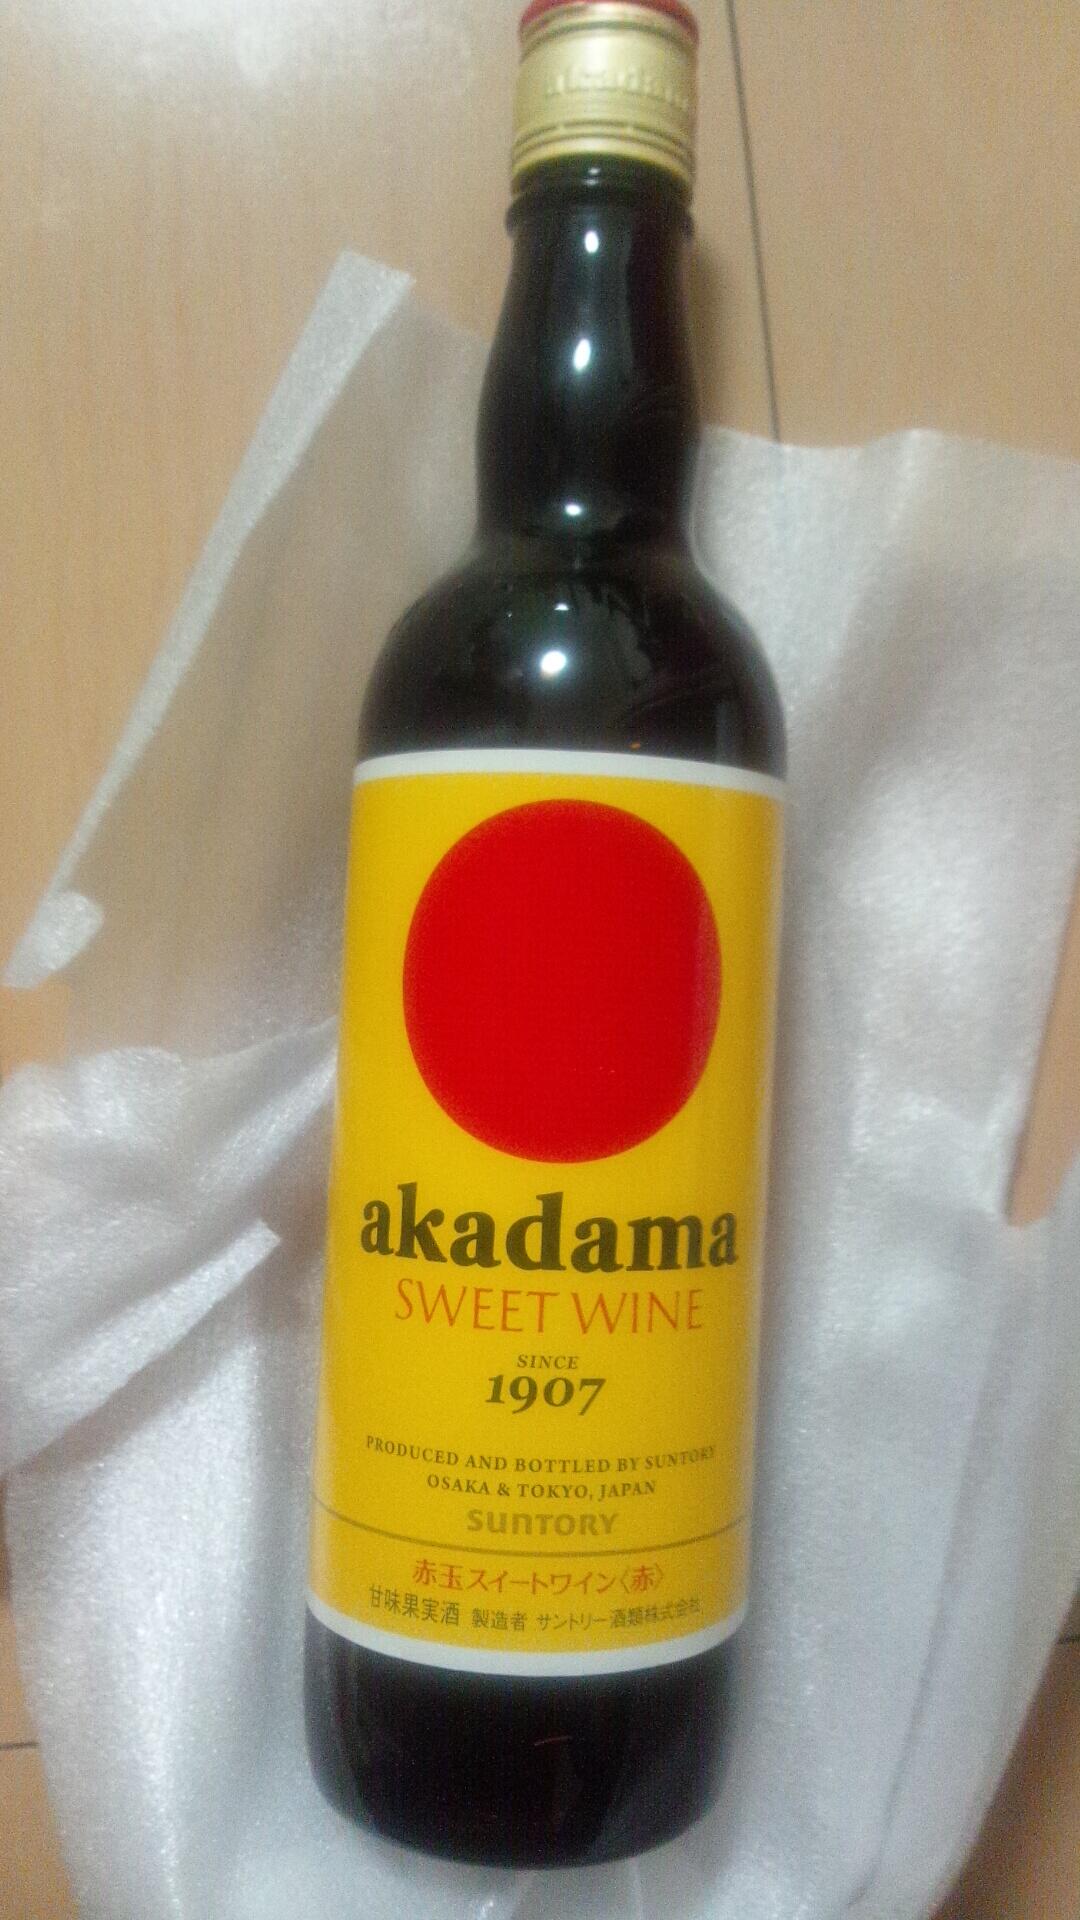 akadama
akadama
SWEET WINE
SINCE
1907
PRODUCED AND BOTTLED BY SUNTORY
OSAKA & TOKYO, JAPAN
SUNTORY
赤玉スイートワイン〈赤〉
甘味果実酒 製造者 サントリー酒類株式会社